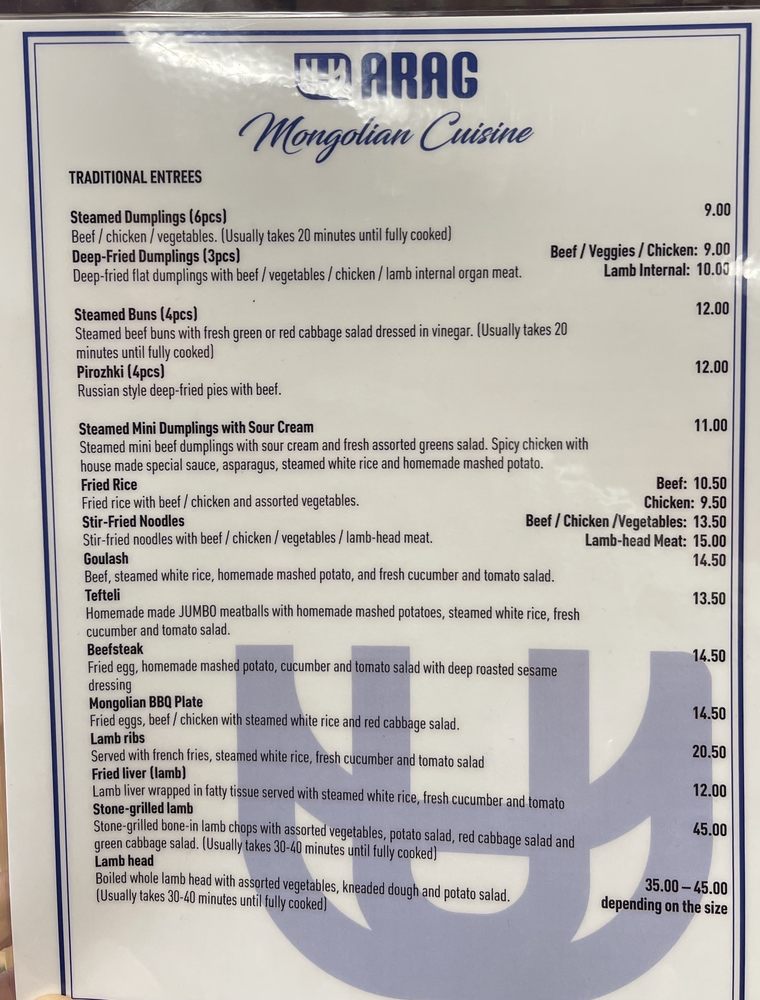 ARAG
Mongolian Cuisine
TRADITIONAL ENTREES
Steamed Dumplings (6pcs) 9.00
Beef / chicken / vegetables. (Usually takes 20 minutes until fully cooked)
Deep-Fried Dumplings (3pcs) Beef / Veggies / Chicken: 9.00
Deep-fried flat dumplings with beef / vegetables / chicken / lamb internal organ meat. Lamb Internal: 10.00
Steamed Buns (4pcs) 12.00
Steamed beef buns with fresh green or red cabbage salad dressed in vinegar. (Usually takes 20
minutes until fully cooked)
Pirozhki (4pcs) 12.00
Russian style deep-fried pies with beef.
Steamed Mini Dumplings with Sour Cream 11.00
Steamed mini beef dumplings with sour cream and fresh assorted greens salad. Spicy chicken with
house made special sauce, asparagus, steamed white rice and homemade mashed potato.
Fried Rice Beef: 10.50
Fried rice with beef / chicken and assorted vegetables. Chicken: 9.50
Stir-Fried Noodles Beef / Chicken /Vegetables: 13.50
Stir-fried noodles with beef / chicken / vegetables / lamb-head meat. Lamb-head Meat: 15.00
Goulash 14.50
Beef, steamed white rice, homemade mashed potato, and fresh cucumber and tomato salad.
Tefteli 13.50
Homemade made JUMBO meatballs with homemade mashed potatoes, steamed white rice, fresh
cucumber and tomato salad.
Beefsteak 14.50
Fried egg, homemade mashed potato, cucumber and tomato salad with deep roasted sesame
dressing
Mongolian BBQ Plate 14.50
Fried eggs, beef / chicken with steamed white rice and red cabbage salad.
Lamb ribs 20.50
Served with french fries, steamed white rice, fresh cucumber and tomato salad
Fried liver (lamb) 12.00
Lamb liver wrapped in fatty tissue served with steamed white rice, fresh cucumber and tomato
Stone-grilled lamb 45.00
Stone-grilled bone-in lamb chops with assorted vegetables, potato salad, red cabbage salad and
green cabbage salad. (Usually takes 30-40 minutes until fully cooked)
Lamb head
Boiled whole lamb head with assorted vegetables, kneaded dough and potato salad. 35.00 – 45.00
(Usually takes 30-40 minutes until fully cooked) depending on the size